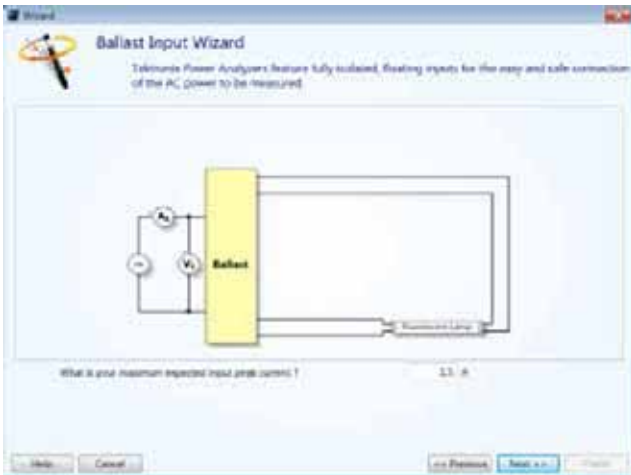 Wizard
Ballast Input Wizard
Tektronix Power Analyzers feature fully isolated, floating inputs for the easy and safe connection
of the AC power to be measured.
A
V
Ballast
Fluorescent Lamp
What is your maximum expected input peak current ?
A
Help
Cancel
<< Previous
Next >>
Finish